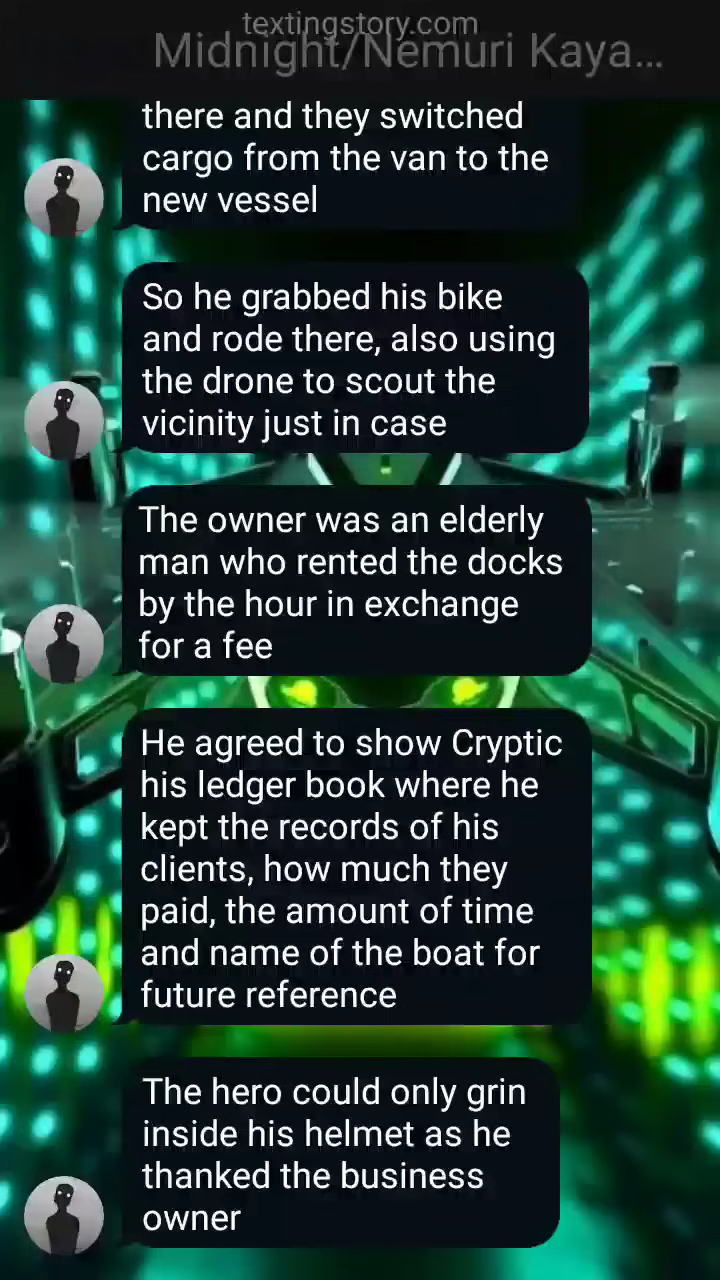 textingstory.com
Midnight/Nemuri Kaya...
there and they switched
cargo from the van to the
new vessel
So he grabbed his bike
and rode there, also using
the drone to scout the
vicinity just in case
The owner was an elderly
man who rented the docks
by the hour in exchange
for a fee
He agreed to show Cryptic
his ledger book where he
kept the records of his
clients, how much they
paid, the amount of time
and name of the boat for
future reference
The hero could only grin
inside his helmet as he
thanked the business
owner